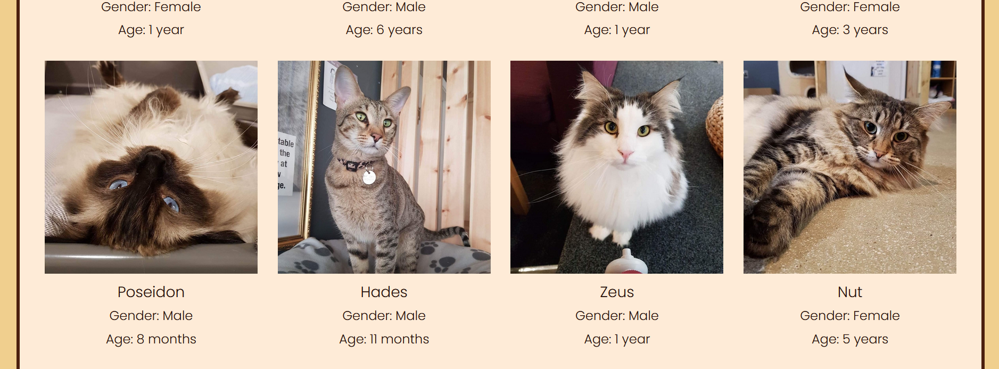 Gender: Female
Gender: Male
Gender: Male
Gender: Female
Age: 1 year
Age: 6 years
Age: 1 year
Age: 3 years
table
the
at
ge.
Poseidon
Hades
Zeus
Nut
Gender: Male
Gender: Male
Gender: Male
Gender: Female
Age: 8 months
Age: 11 months
Age: 1 year
Age: 5 years